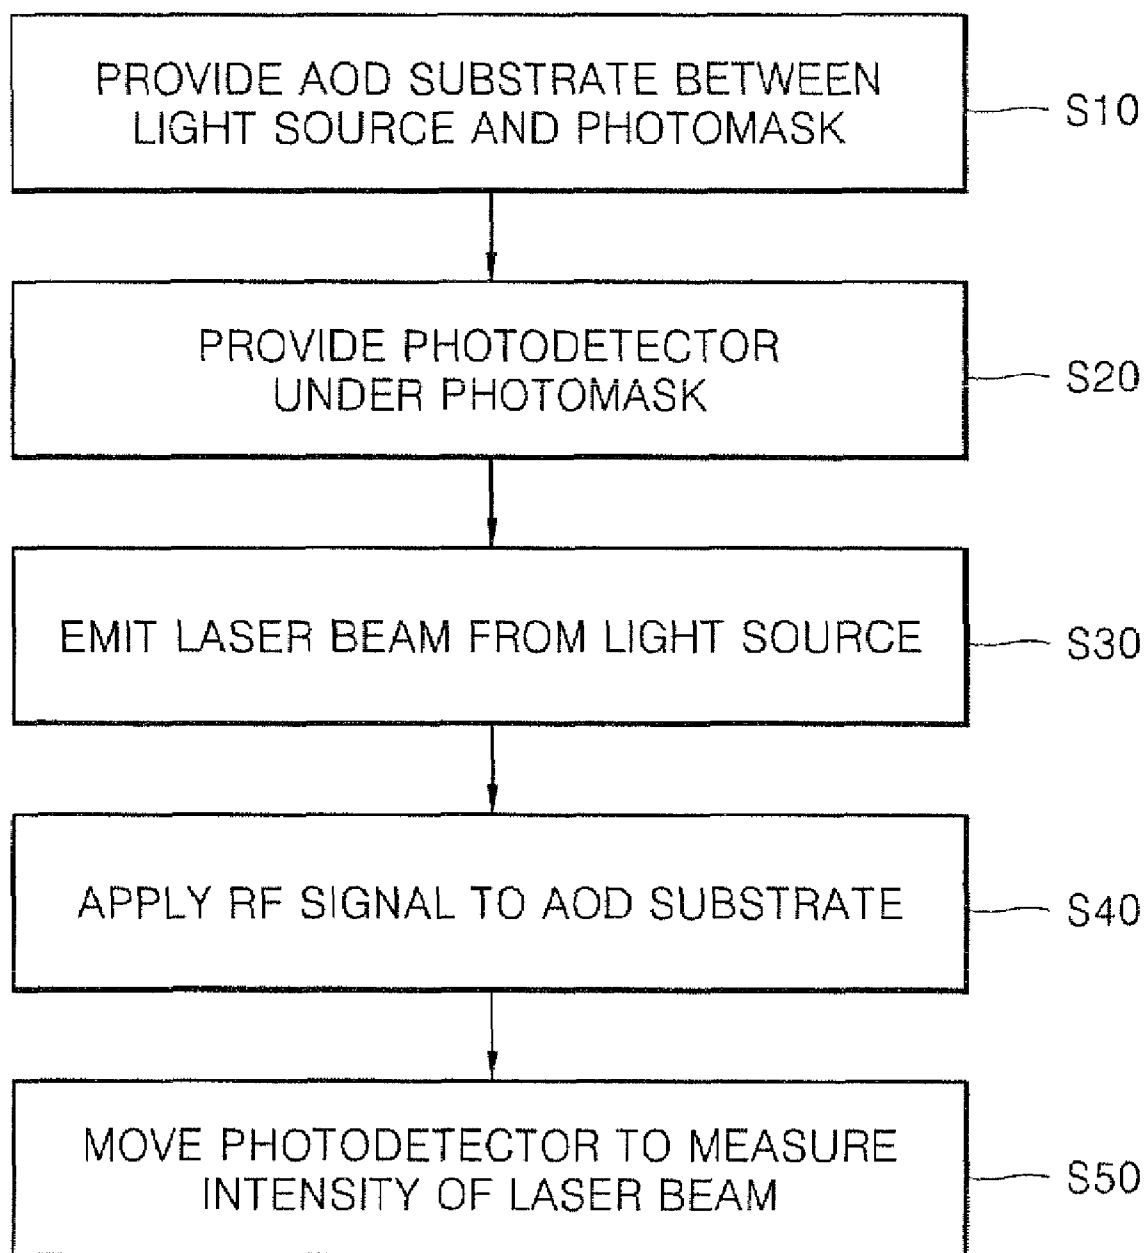 PROVIDE AOD SUBSTRATE BETWEEN
LIGHT SOURCE AND PHOTOMASK
S10
PROVIDE PHOTODETECTOR
UNDER PHOTOMASK
S20
EMIT LASER BEAM FROM LIGHT SOURCE
S30
APPLY RF SIGNAL TO AOD SUBSTRATE
S40
MOVE PHOTODETECTOR TO MEASURE
INTENSITY OF LASER BEAM
S50